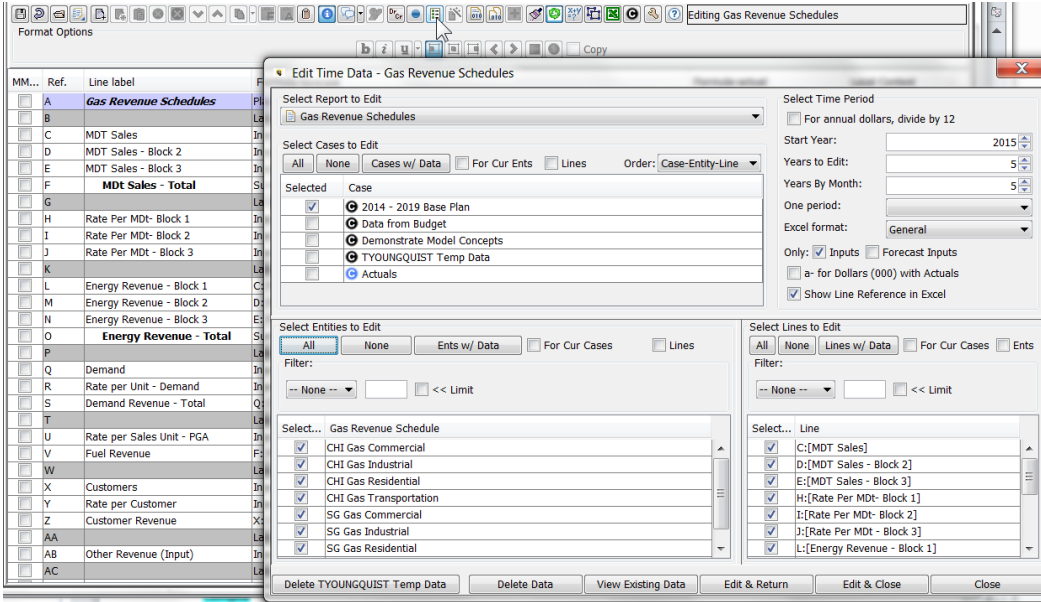 Editing Gas Revenue Schedules
Format Options
b i u Copy
MM... Ref. Line label
A Gas Revenue Schedules
B
C MDT Sales
D MDT Sales - Block 2
E MDT Sales - Block 3
F MDt Sales - Total
G
H Rate Per MDt- Block 1
I Rate Per MDt- Block 2
J Rate Per MDt - Block 3
K
L Energy Revenue - Block 1
M Energy Revenue - Block 2
N Energy Revenue - Block 3
O Energy Revenue - Total
P
Q Demand
R Rate per Unit - Demand
S Demand Revenue - Total
T
U Rate per Sales Unit - PGA
V Fuel Revenue
W
X Customers
Y Rate per Customer
Z Customer Revenue
AA
AB Other Revenue (Input)
AC
Edit Time Data - Gas Revenue Schedules
Select Report to Edit
Gas Revenue Schedules
Select Cases to Edit
All None Cases w/ Data For Cur Ents Lines Order: Case-Entity-Line
Selected Case
2014 - 2019 Base Plan
Data from Budget
Demonstrate Model Concepts
TYOUNGQUIST Temp Data
Actuals
Select Time Period
For annual dollars, divide by 12
Start Year: 2015
Years to Edit: 5
Years By Month: 5
One period:
Excel format: General
Only: Inputs Forecast Inputs
a- for Dollars (000) with Actuals
Show Line Reference in Excel
Select Entities to Edit
All None Ents w/ Data For Cur Cases Lines
Filter:
-- None -- << Limit
Select... Gas Revenue Schedule
CHI Gas Commercial
CHI Gas Industrial
CHI Gas Residential
CHI Gas Transportation
SG Gas Commercial
SG Gas Industrial
SG Gas Residential
Select Lines to Edit
All None Lines w/ Data For Cur Cases Ents
Filter:
-- None -- << Limit
Select... Line
C:[MDT Sales]
D:[MDT Sales - Block 2]
E:[MDT Sales - Block 3]
H:[Rate Per MDt- Block 1]
I:[Rate Per MDt- Block 2]
J:[Rate Per MDt - Block 3]
L:[Energy Revenue - Block 1]
Delete TYOUNGQUIST Temp Data Delete Data View Existing Data Edit & Return Edit & Close Close